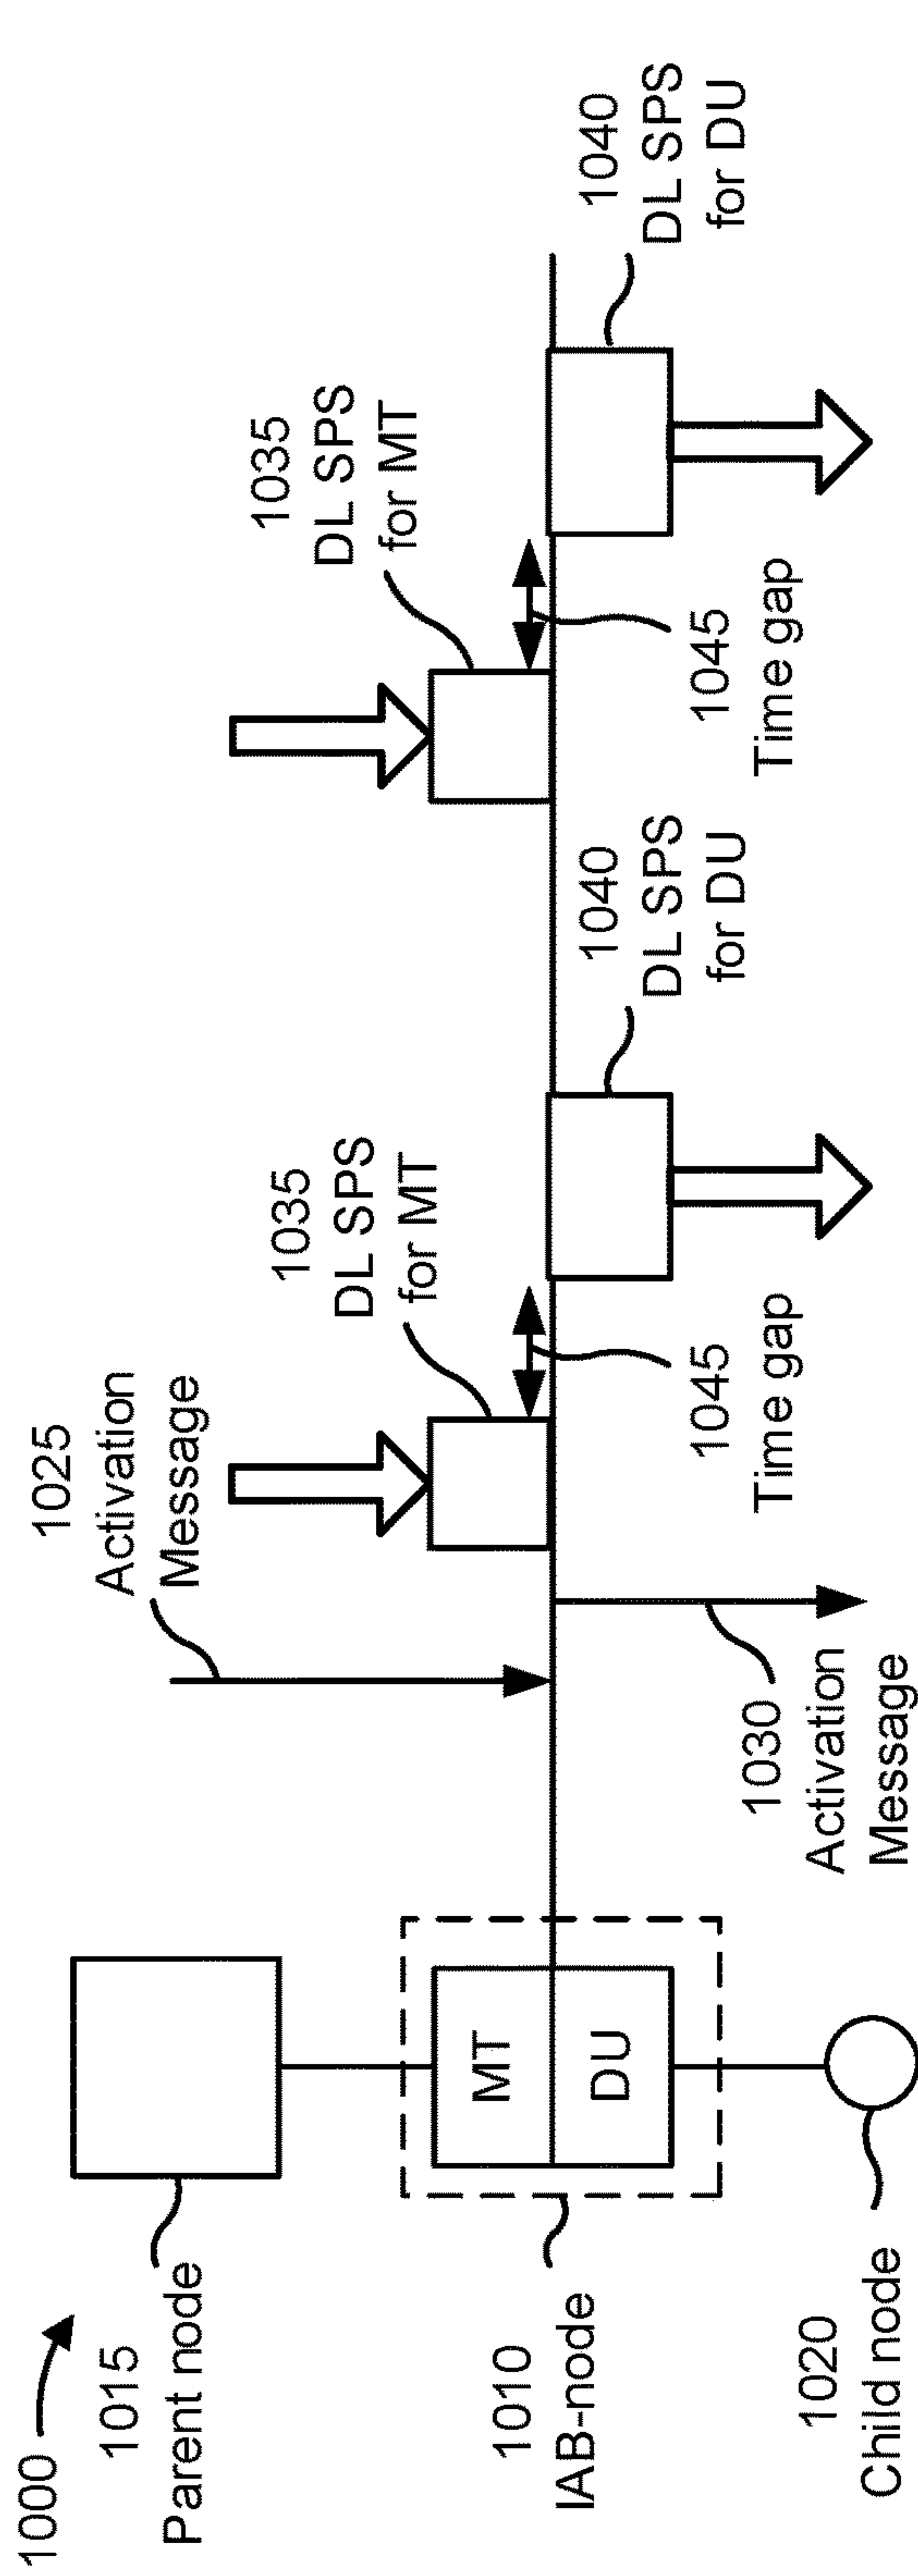 1000
1015
Parent node
1010
IAB-node
1020
Child node
MT
DU
1025
Activation
Message
1030
Activation
Message
1035
DL SPS
for MT
1045
Time gap
1040
DL SPS
for DU
1035
DL SPS
for MT
1045
Time gap
1040
DL SPS
for DU